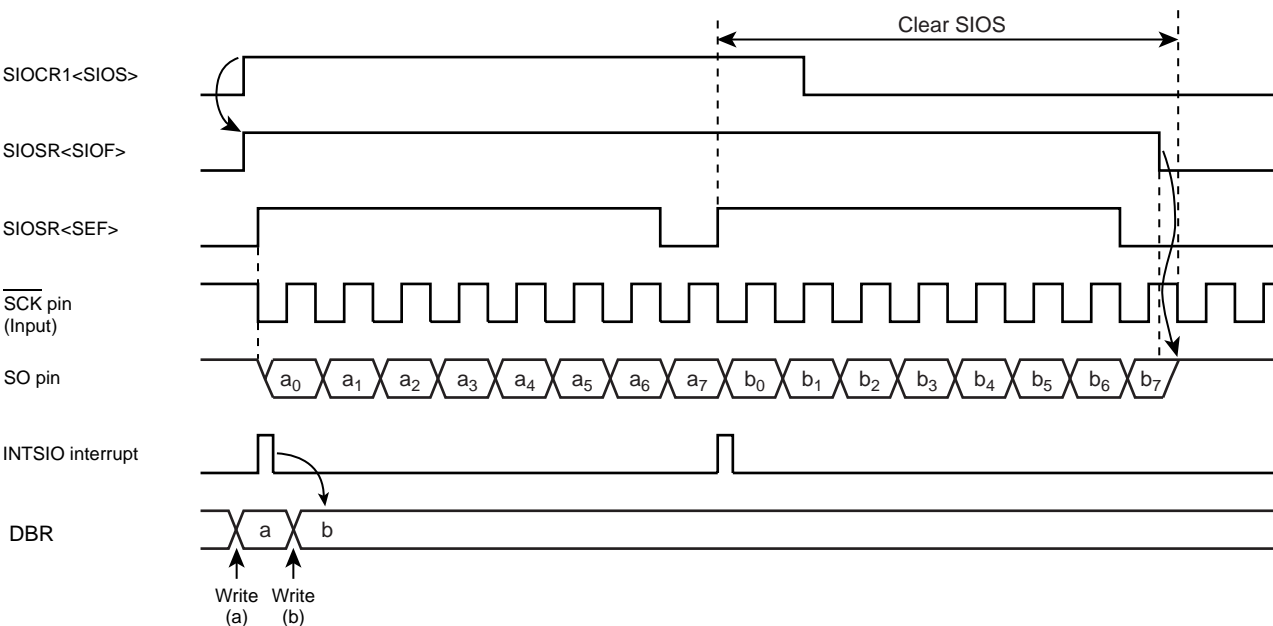 Clear SIOS
SIOCR1<SIOS>
SIOSR<SIOF>
SIOSR<SEF>
SCK pin
(Input)
SO pin
a0 a1 a2 a3 a4 a5 a6 a7 b0 b1 b2 b3 b4 b5 b6 b7
INTSIO interrupt
DBR
a b
Write Write
(a) (b)